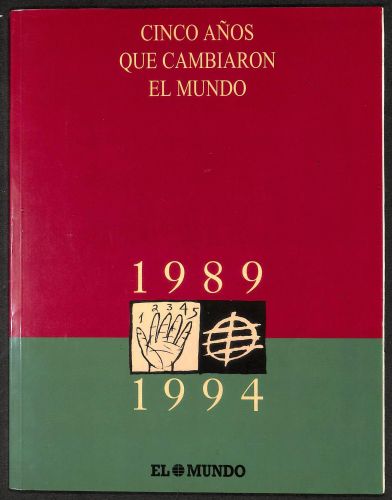 CINCO AÑOS
QUE CAMBIARON
EL MUNDO
1989
1 2 3 4 5
1994
EL MUNDO